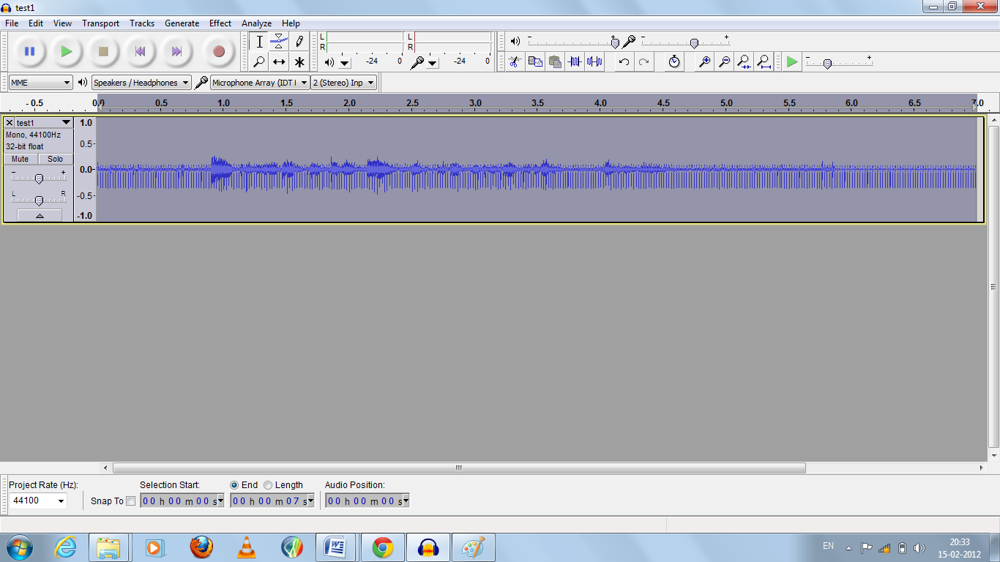 test1
File Edit View Transport Tracks Generate Effect Analyze Help
L R -24 0 L R -24 0
- + - +
- +
MME Speakers / Headphones Microphone Array (IDT 2 (Stereo) Inp
- 0.5 0.0 0.5 1.0 1.5 2.0 2.5 3.0 3.5 4.0 4.5 5.0 5.5 6.0 6.5 7.0
test1
Mono, 44100Hz
32-bit float
Mute Solo
- +
L R
1.0
0.5-
0.0-
-0.5-
-1.0
Project Rate (Hz): Selection Start: End Length Audio Position:
44100 Snap To 00 h 00 m 00 s 00 h 00 m 07 s 00 h 00 m 00 s
EN 20:33
15-02-2012